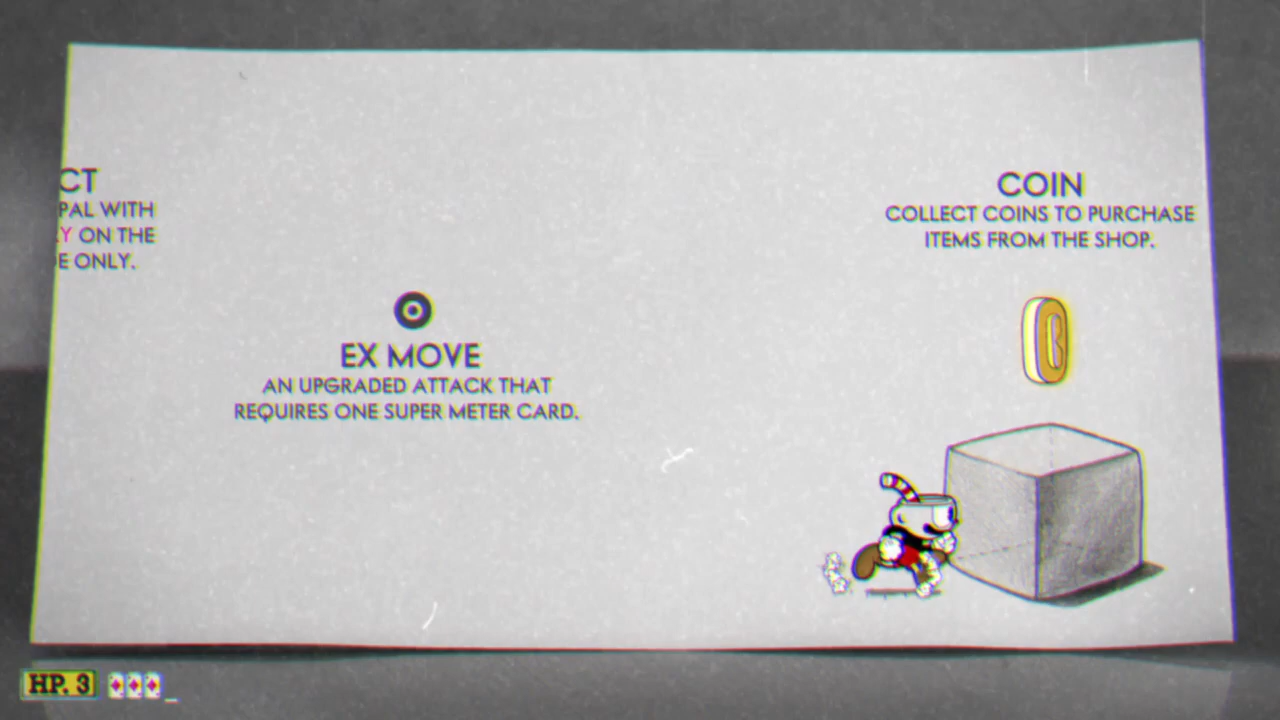 CT
PAL WITH
Y ON THE
E ONLY.
EX MOVE
AN UPGRADED ATTACK THAT
REQUIRES ONE SUPER METER CARD.
COIN
COLLECT COINS TO PURCHASE
ITEMS FROM THE SHOP.
HP. 3